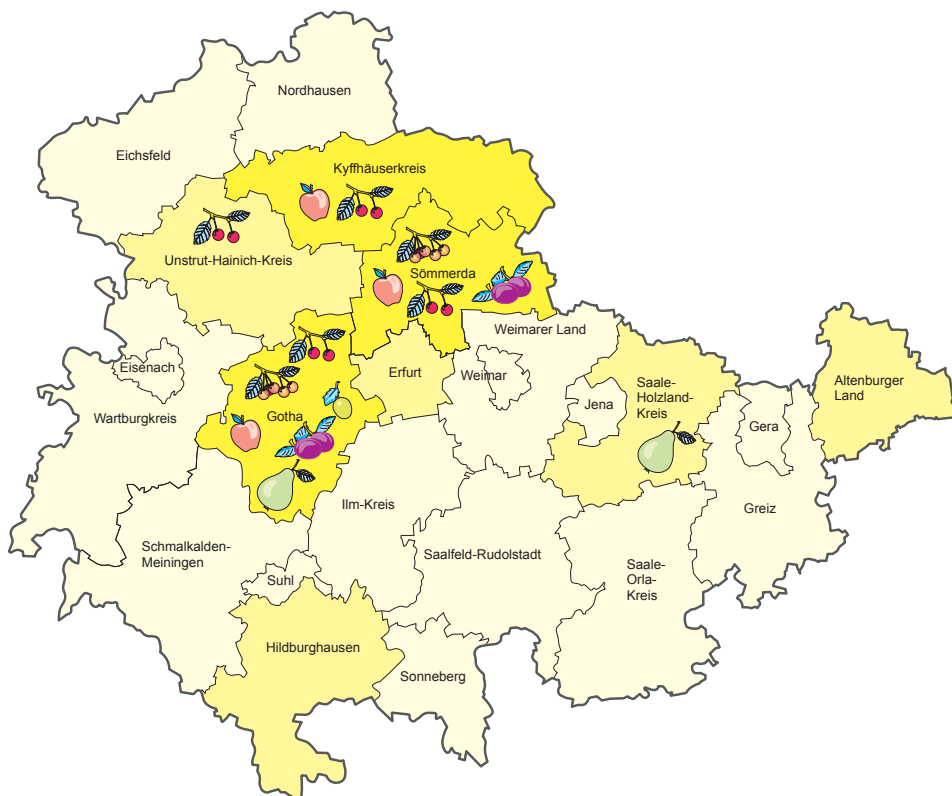 Nordhausen
Eichsfeld
Kyffhäuserkreis
Unstrut-Hainich-Kreis
Sömmerda
Weimarer Land
Eisenach
Erfurt
Weimar
Saale-
Holzland-
Kreis
Altenburger
Land
Wartburgkreis
Gotha
Jena
Gera
Ilm-Kreis
Greiz
Schmalkalden-
Meiningen
Saalfeld-Rudolstadt
Suhl
Saale-
Orla-
Kreis
Hildburghausen
Sonneberg